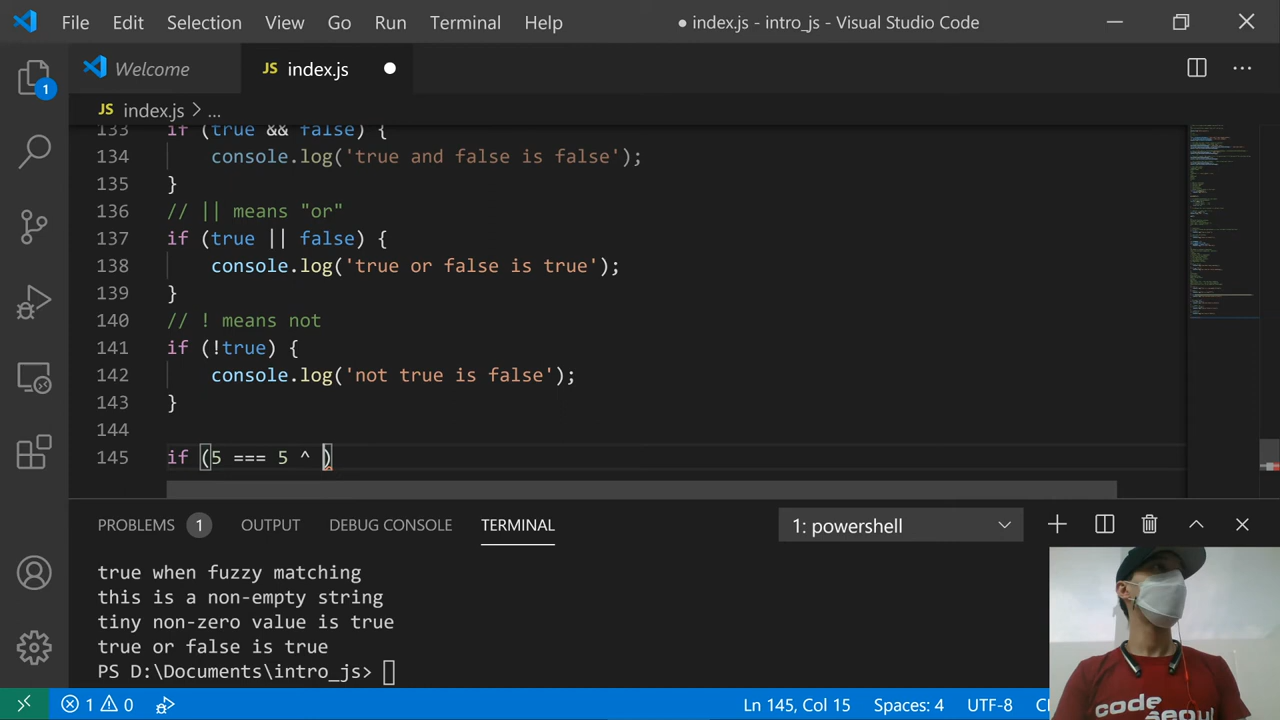 File Edit Selection View Go Run Terminal Help ● index.js - intro_js - Visual Studio Code
1
Welcome JS index.js ●
JS index.js > ...
133 if (true && false) {
134 console.log('true and false is false');
135 }
136 // || means "or"
137 if (true || false) {
138 console.log('true or false is true');
139 }
140 // ! means not
141 if (!true) {
142 console.log('not true is false');
143 }
144
145 if (5 === 5 ^ )
PROBLEMS 1 OUTPUT DEBUG CONSOLE TERMINAL 1: powershell
true when fuzzy matching
this is a non-empty string
tiny non-zero value is true
true or false is true
PS D:\Documents\intro_js>
code
1 0 Ln 145, Col 15 Spaces: 4 UTF-8